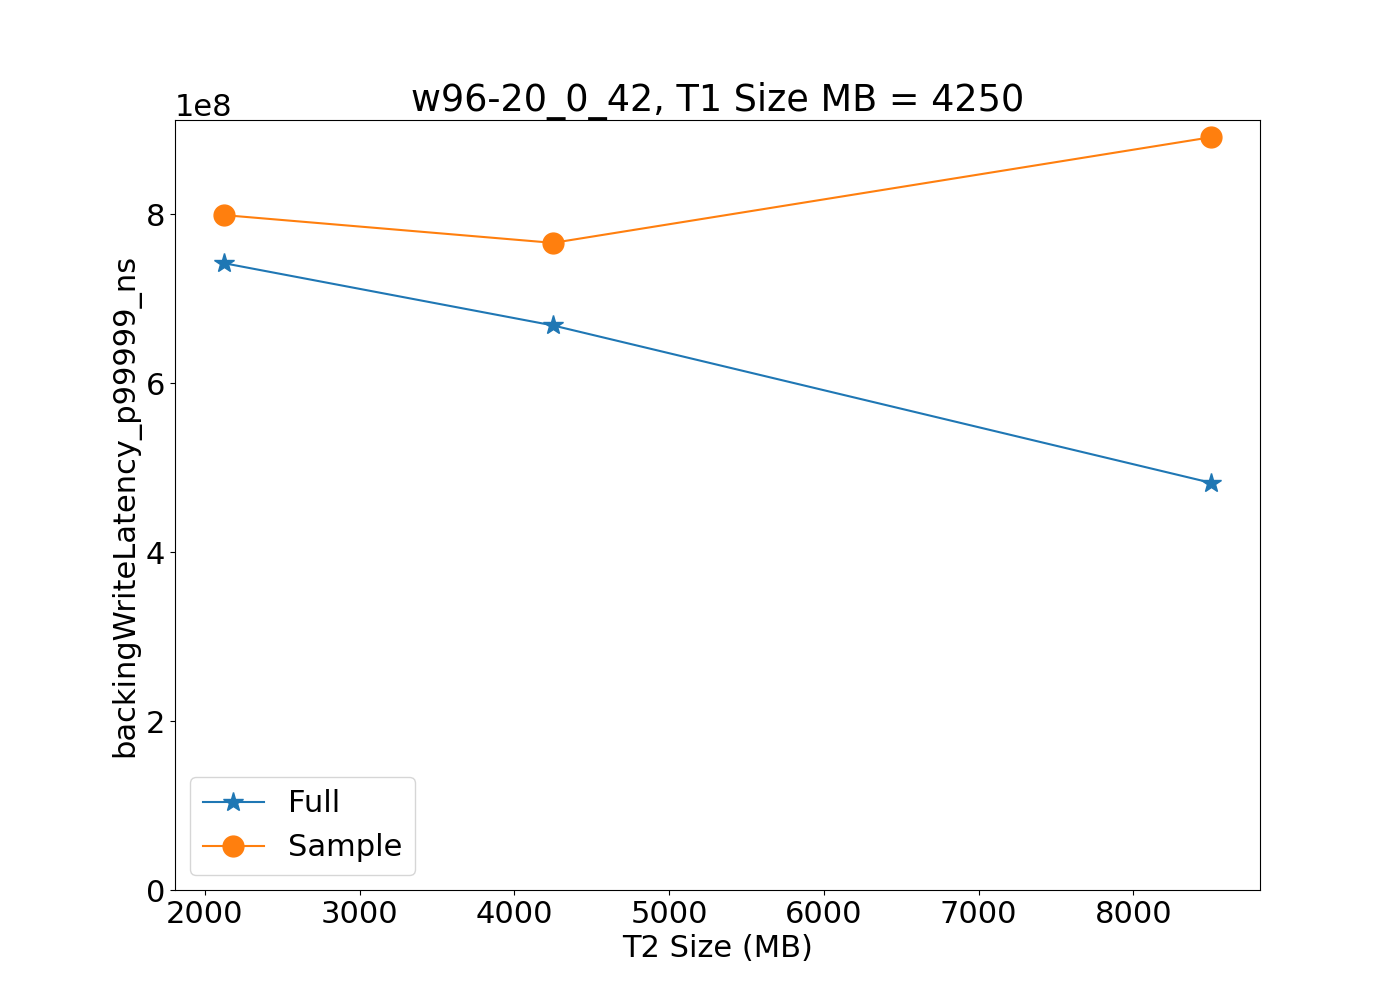 w96-20_0_42, T1 Size MB = 4250
1e8
8
6
4
2
0
backingWriteLatency_p99999_ns
Full
Sample
2000 3000 4000 5000 6000 7000 8000
T2 Size (MB)